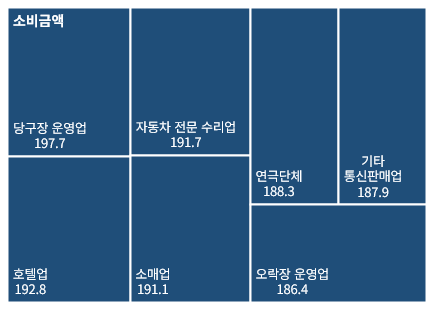 소비금액
당구장 운영업
197.7
자동차 전문 수리업
191.7
연극단체
188.3
기타
통신판매업
187.9
호텔업
192.8
소매업
191.1
오락장 운영업
186.4